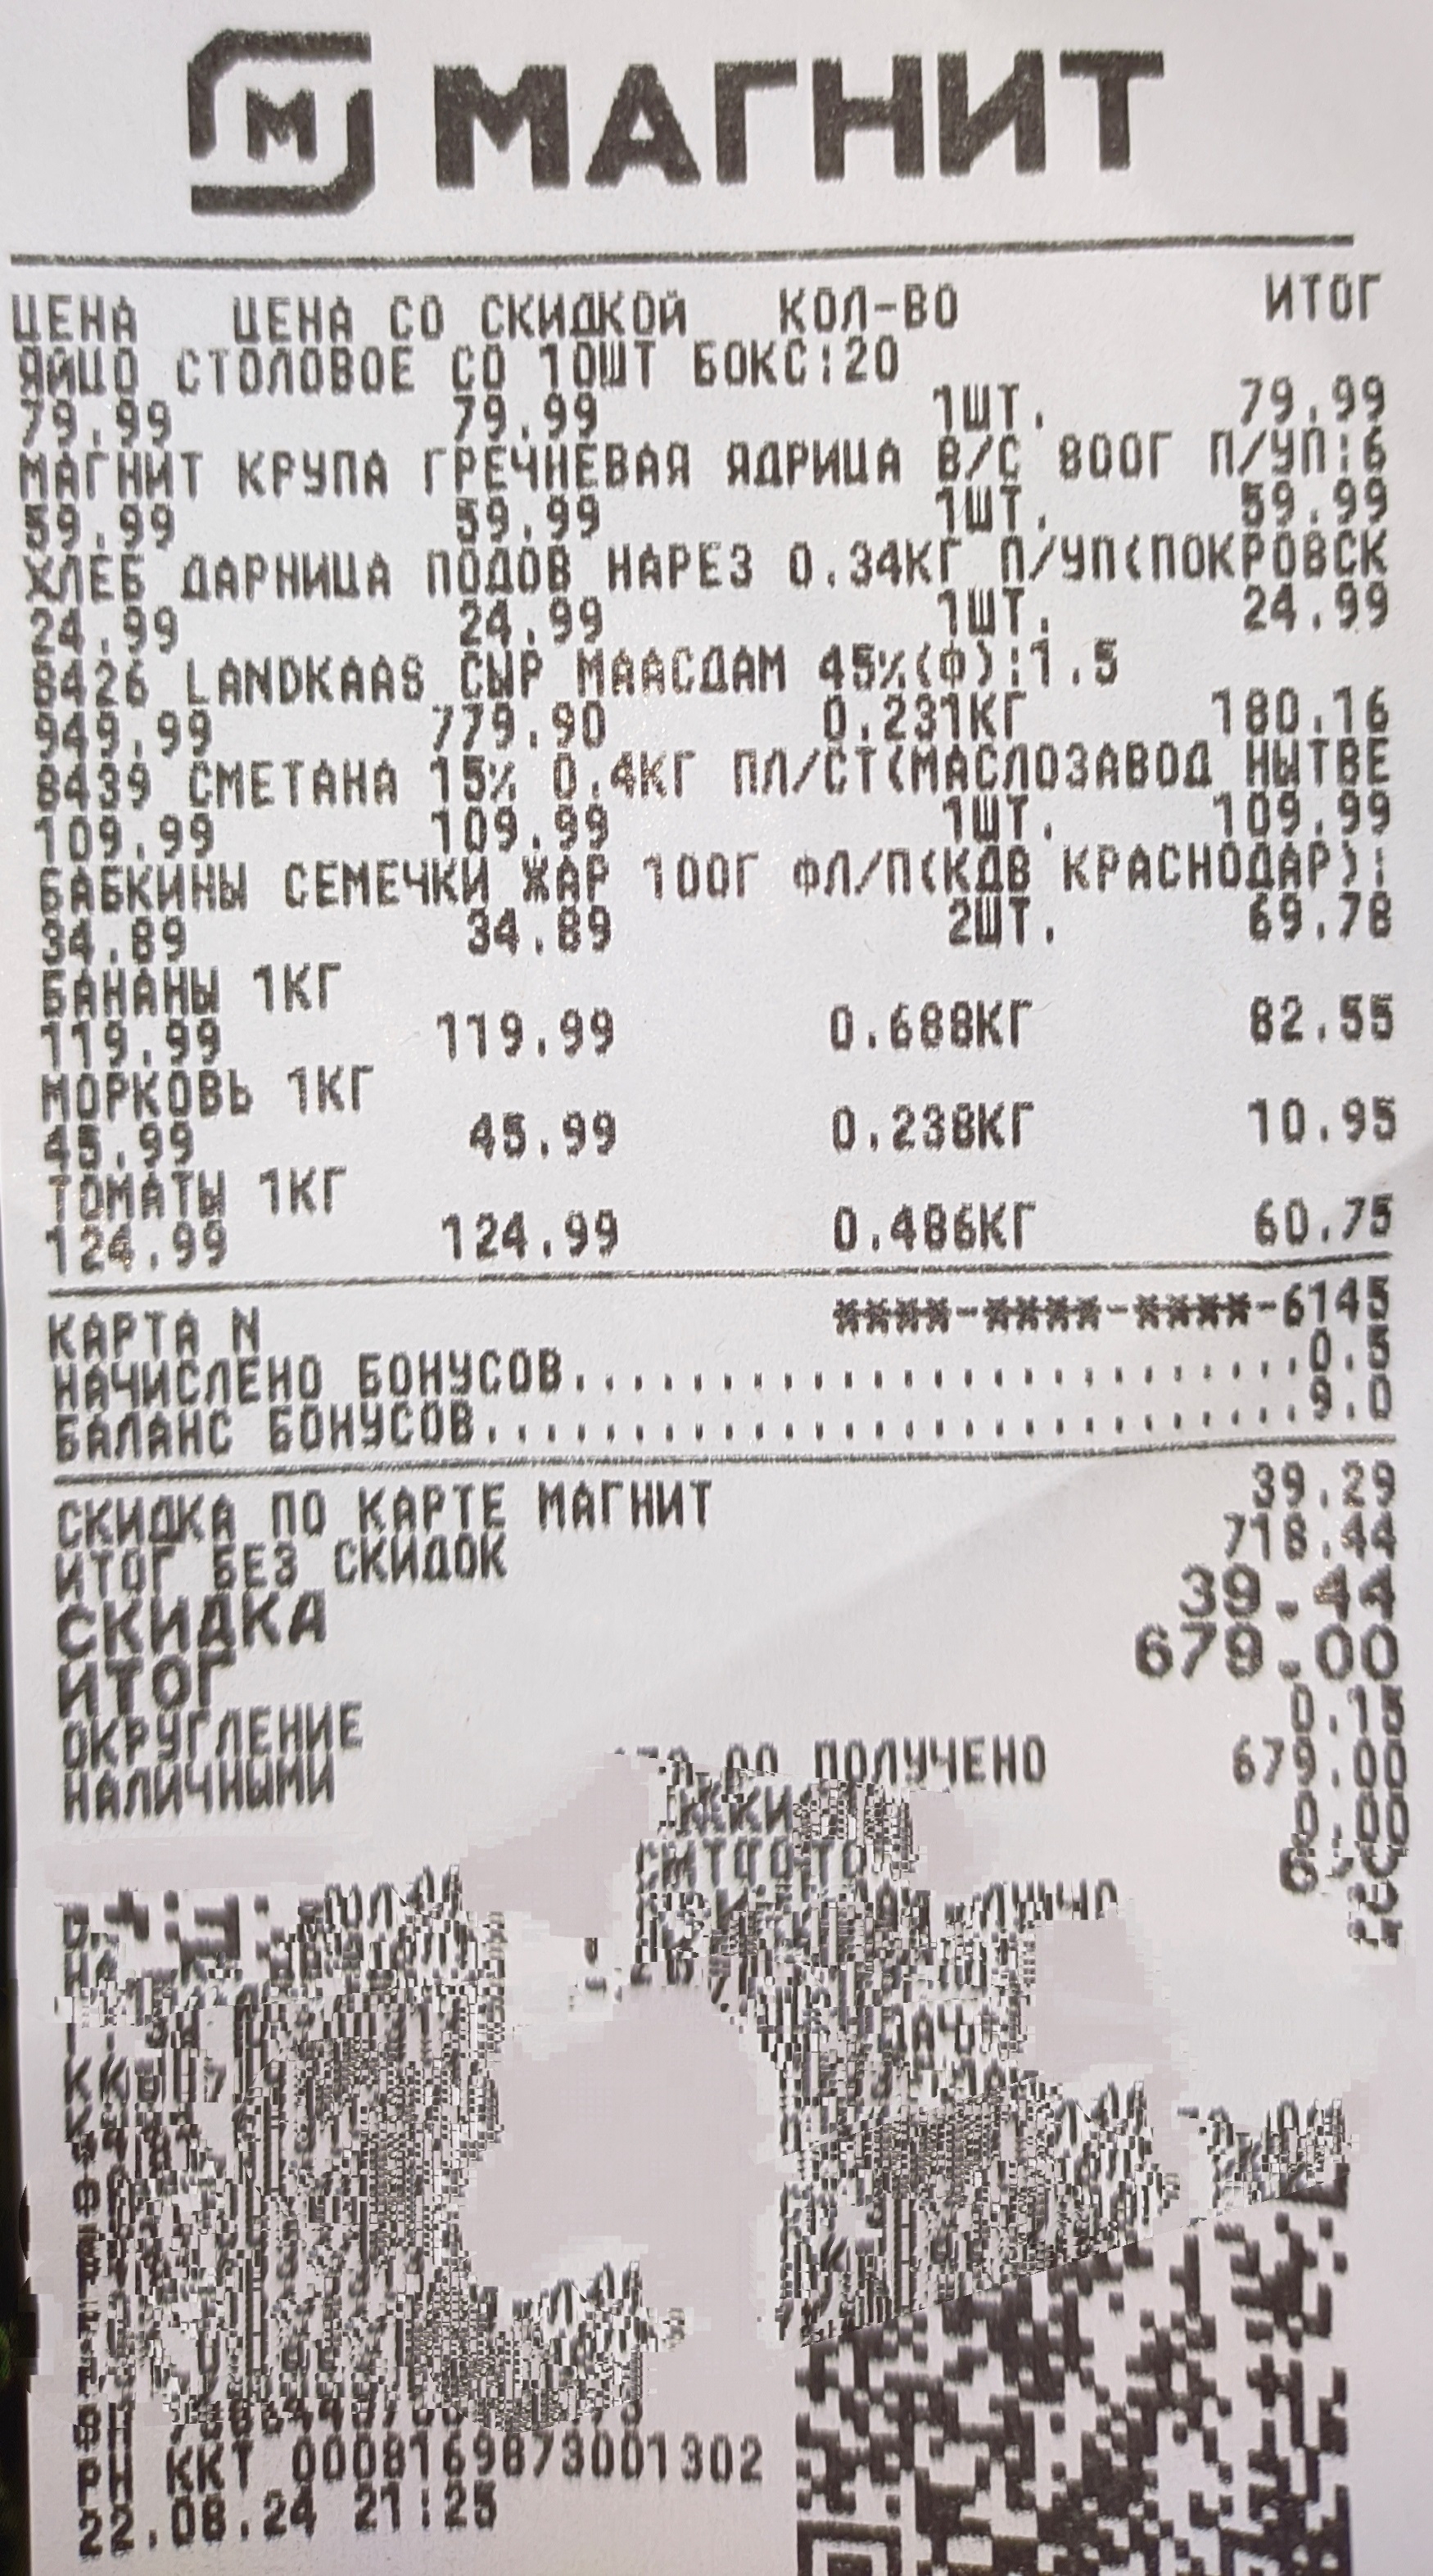 М МАГНИТ
ЦЕНА ЦЕНА СО СКИДКОЙ КОЛ-ВО ИТОГ
ЯЙЦО СТОЛОВОЕ СО 10ШТ БОКС:20
79.99 79.99 1ШТ. 79.99
МАГНИТ КРУПА ГРЕЧНЕВАЯ ЯДРИЦА В/С 800Г П/УП:6
59.99 59.99 1ШТ. 59.99
ХЛЕБ ДАРНИЦА ПОДОВ НАРЕЗ 0.34КГ П/УП(ПОКРОВСК
24.99 24.99 1ШТ. 24.99
8426 LANDKAAS СЫР МААСДАМ 45%(Ф):1.5
949.99 779.90 0.231КГ 180.16
8439 СМЕТАНА 15% 0.4КГ ПЛ/СТ(МАСЛОЗАВОД НЫТВЕ
109.99 109.99 1ШТ. 109.99
БАБКИНЫ СЕМЕЧКИ ЖАР 100Г ФЛ/П(КДВ КРАСНОДАР):
34.89 34.89 2ШТ. 69.78
БАНАНЫ 1КГ
119.99 119.99 0.688КГ 82.55
МОРКОВЬ 1КГ
45.99 45.99 0.238КГ 10.95
ТОМАТЫ 1КГ
124.99 124.99 0.486КГ 60.75
КАРТА N ****-****-****-6145
НАЧИСЛЕНО БОНУСОВ.........................0.5
БАЛАНС БОНУСОВ............................9.0
СКИДКА ПО КАРТЕ МАГНИТ 39.29
ИТОГ БЕЗ СКИДОК 718.44
СКИДКА 39.44
ИТОГ 679.00
ОКРУГЛЕНИЕ 0.15
НАЛИЧНЫМИ ПОЛУЧЕНО 679.00
0.00
РН ККТ 0008169873001302
22.08.24 21:25